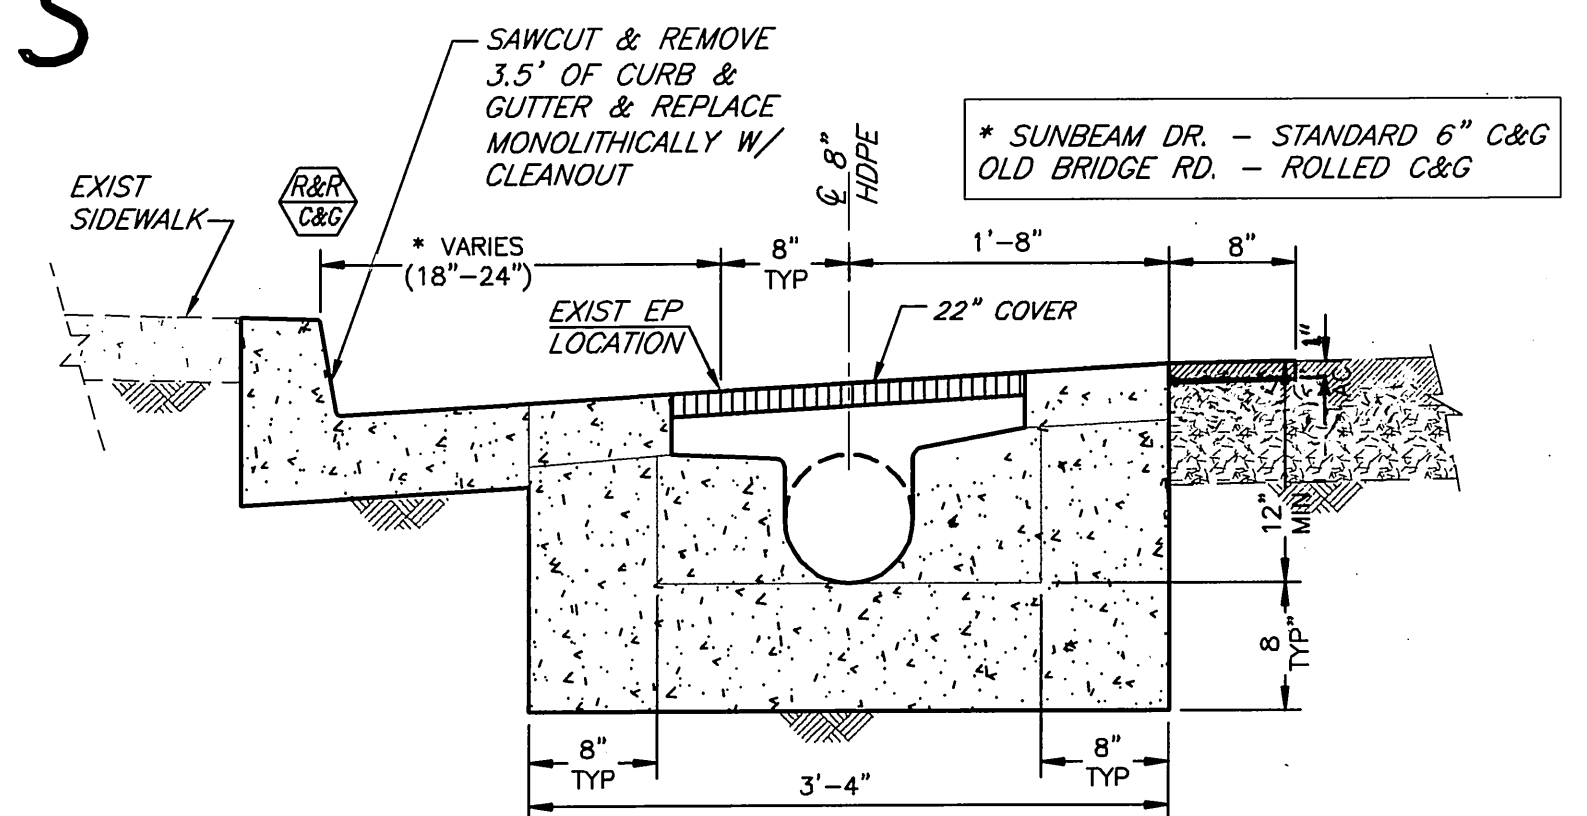 S
SAWCUT & REMOVE
3.5' OF CURB &
GUTTER & REPLACE
MONOLITHICALLY W/
CLEANOUT
℄ 8"
HDPE
* SUNBEAM DR. – STANDARD 6" C&G
OLD BRIDGE RD. – ROLLED C&G
EXIST
SIDEWALK
R&R
C&G
* VARIES
(18"–24")
8"
TYP
1'-8"
8"
EXIST EP
LOCATION
22" COVER
1"
AC
12"
MIN
8"
TYP
8"
TYP
8"
TYP
3'-4"